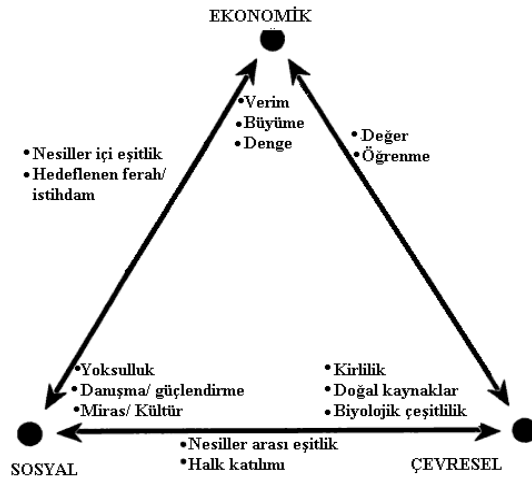 EKONOMİK
• Verim
• Büyüme
• Denge
• Nesiller içi eşitlik
• Hedeflenen ferah/
istihdam
• Değer
• Öğrenme
• Yoksulluk
• Danışma/ güçlendirme
• Miras/ Kültür
• Kirlilik
• Doğal kaynaklar
• Biyolojik çeşitlilik
• Nesiller arası eşitlik
• Halk katılımı
SOSYAL
ÇEVRESEL